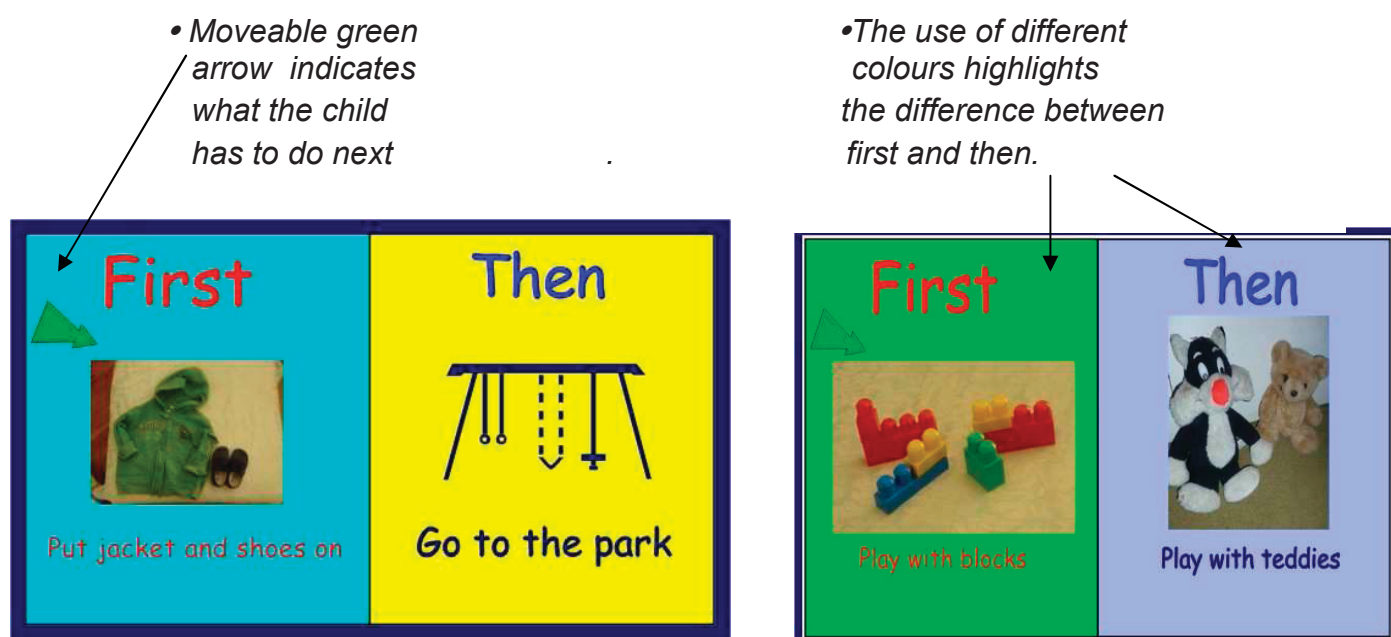 • Moveable green
arrow indicates
what the child
has to do next .
•The use of different
colours highlights
the difference between
first and then.
First
Then
Put jacket and shoes on
Go to the park
First
Then
Play with blocks
Play with teddies